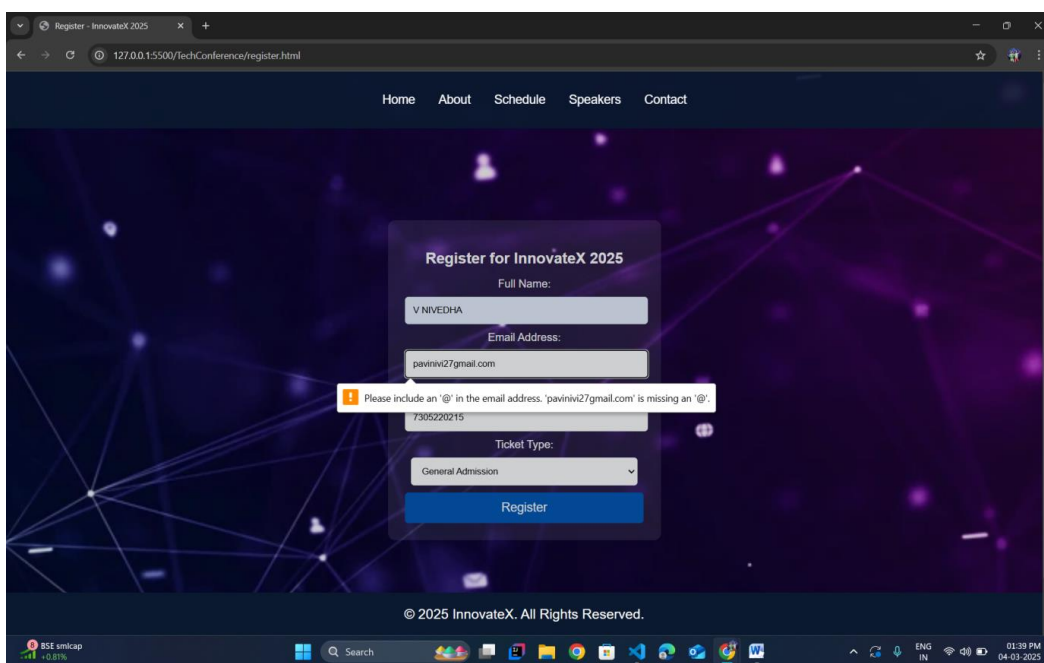 Register - InnovateX 2025
127.0.0.1:5500/TechConference/register.html
Home About Schedule Speakers Contact
Register for InnovateX 2025
Full Name:
V NIVEDHA
Email Address:
pavinivi27gmail.com
Please include an '@' in the email address. 'pavinivi27gmail.com' is missing an '@'.
7305220215
Ticket Type:
General Admission
Register
© 2025 InnovateX. All Rights Reserved.
8 BSE smlcap
+0.81%
Search
ENG
IN
01:39 PM
04-03-2025